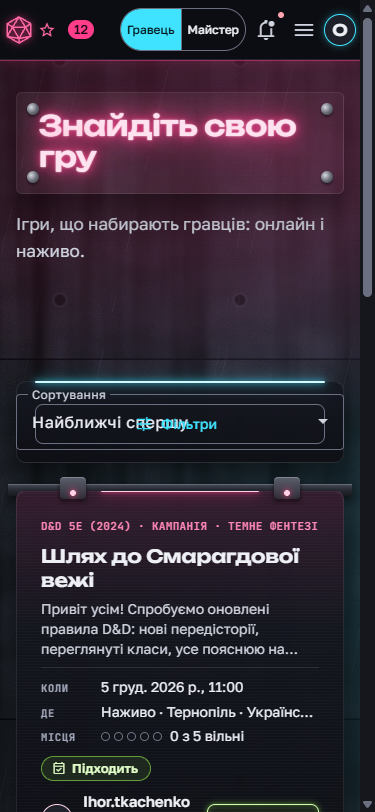 12
Гравець Майстер
O
Знайдіть свою
гру
Ігри, що набирають гравців: онлайн і
наживо.
Сортування
Найближчі спершу
Фільтри
D&D 5E (2024) · КАМПАНІЯ · ТЕМНЕ ФЕНТЕЗІ
Шлях до Смарагдової
вежі
Привіт усім! Спробуємо оновлені
правила D&D: нові передісторії,
переглянуті класи, усе пояснюю на...
КОЛИ 5 груд. 2026 р., 11:00
ДЕ Наживо · Тернопіль · Українс...
МІСЦЯ 0 з 5 вільні
Підходить
Ihor.tkachenko